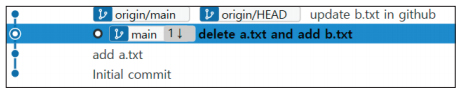 origin/main origin/HEAD update b.txt in github
main 1↓ delete a.txt and add b.txt
add a.txt
Initial commit